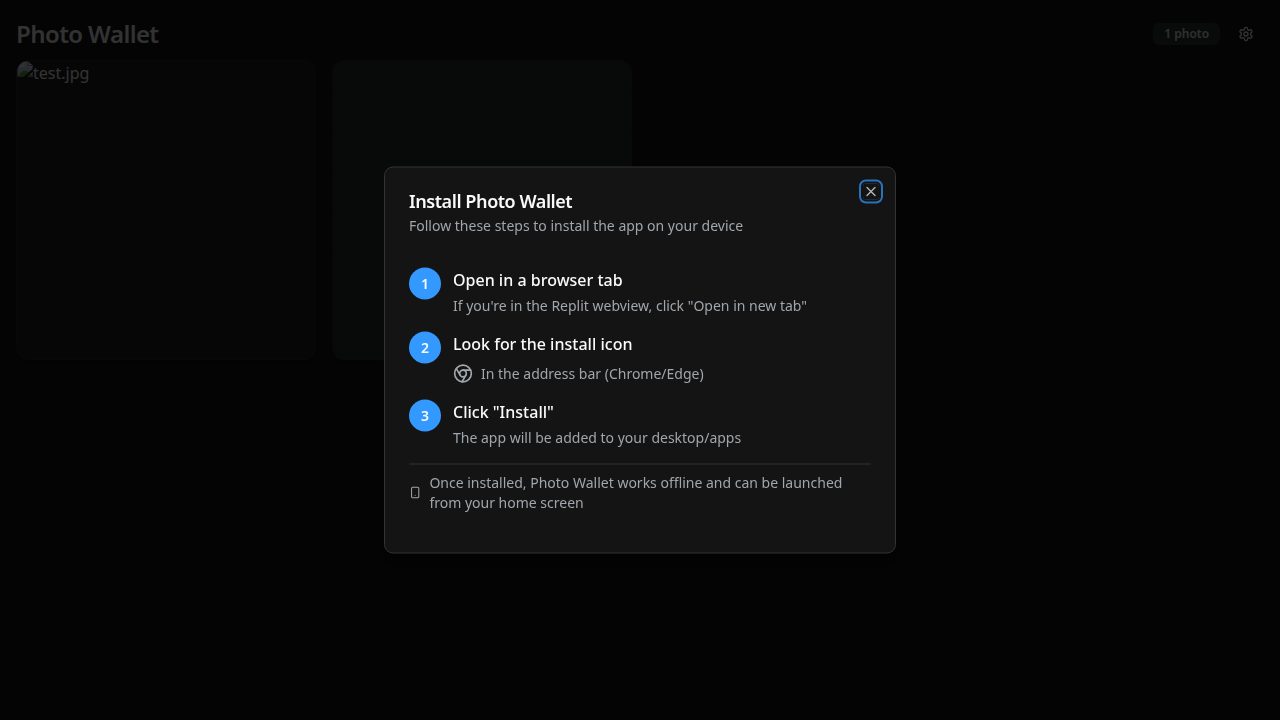 Photo Wallet
1 photo
test.jpg
Install Photo Wallet
Follow these steps to install the app on your device
1
Open in a browser tab
If you're in the Replit webview, click "Open in new tab"
2
Look for the install icon
In the address bar (Chrome/Edge)
3
Click "Install"
The app will be added to your desktop/apps
Once installed, Photo Wallet works offline and can be launched
from your home screen